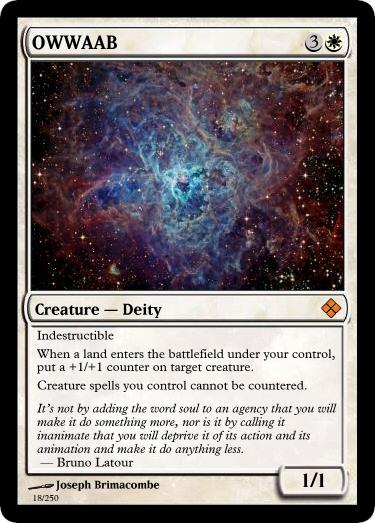 OWWAAB 3
Creature — Deity
Indestructible
When a land enters the battlefield under your control,
put a +1/+1 counter on target creature.
Creature spells you control cannot be countered.
It's not by adding the word soul to an agency that you will
make it do something more, nor is it by calling it
inanimate that you will deprive it of its action and its
animation and make it do anything less.
— Bruno Latour
1/1
Joseph Brimacombe
18/250